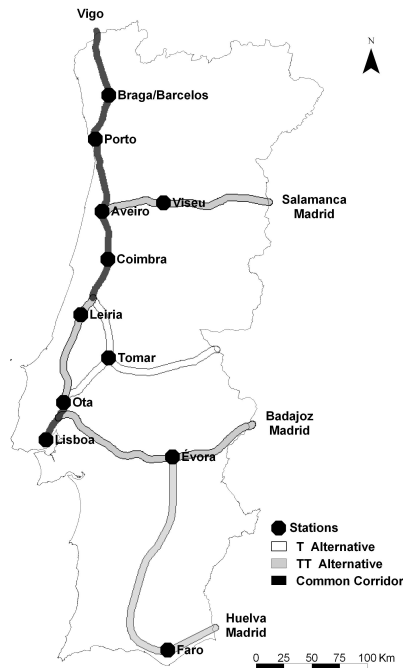 Vigo
N
Braga/Barcelos
Porto
Viseu
Salamanca
Madrid
Aveiro
Coimbra
Leiria
Tomar
Ota
Badajoz
Madrid
Lisboa
Évora
Stations
T Alternative
TT Alternative
Common Corridor
Huelva
Madrid
Faro
0 25 50 75 100 Km